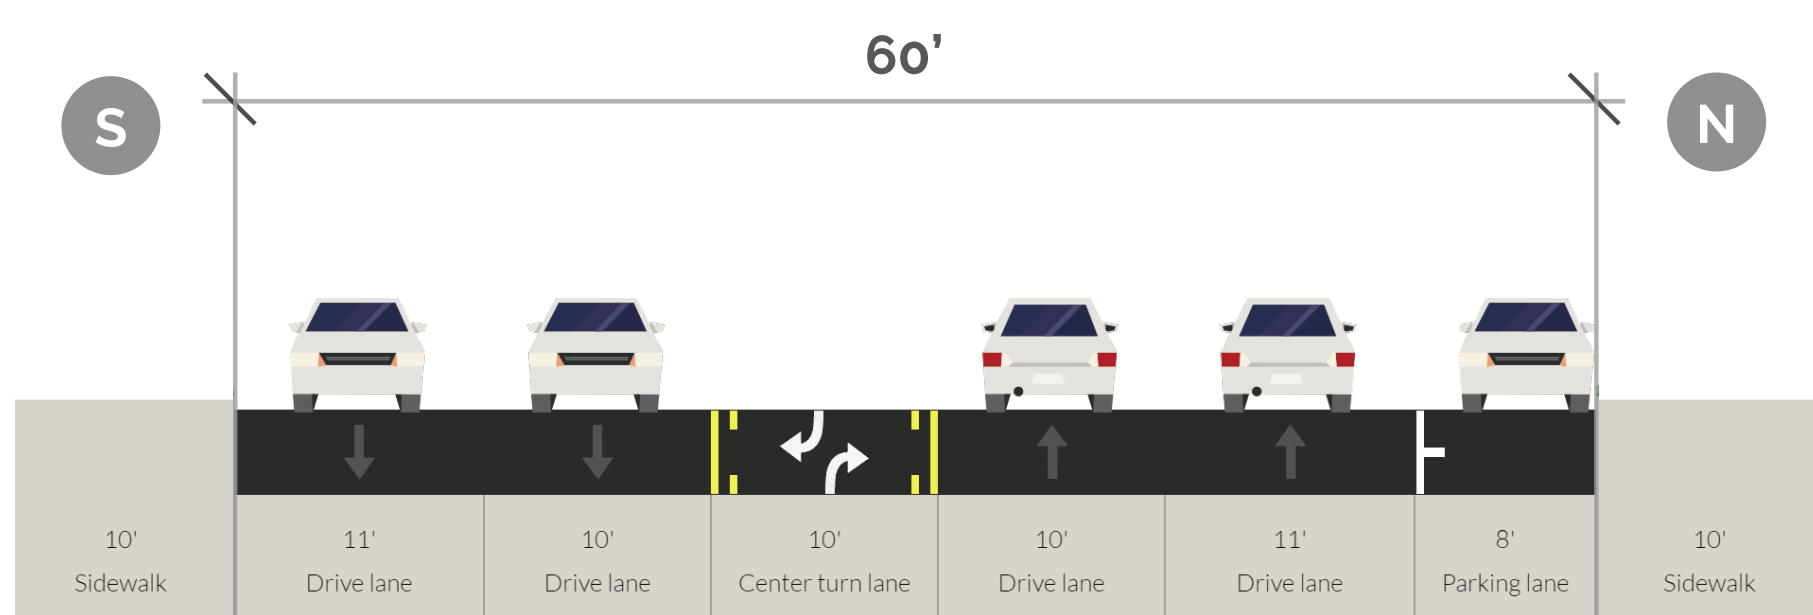 60’
S
N
10'
Sidewalk
11'
Drive lane
10'
Drive lane
10'
Center turn lane
10'
Drive lane
11'
Drive lane
8'
Parking lane
10'
Sidewalk